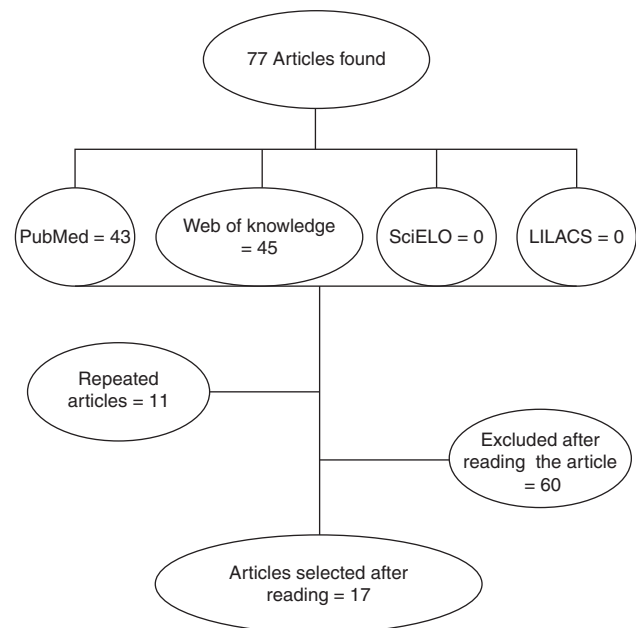 77 Articles found
PubMed = 43
Web of knowledge
= 45
SciELO = 0
LILACS = 0
Repeated
articles = 11
Excluded after
reading the article
= 60
Articles selected after
reading = 17